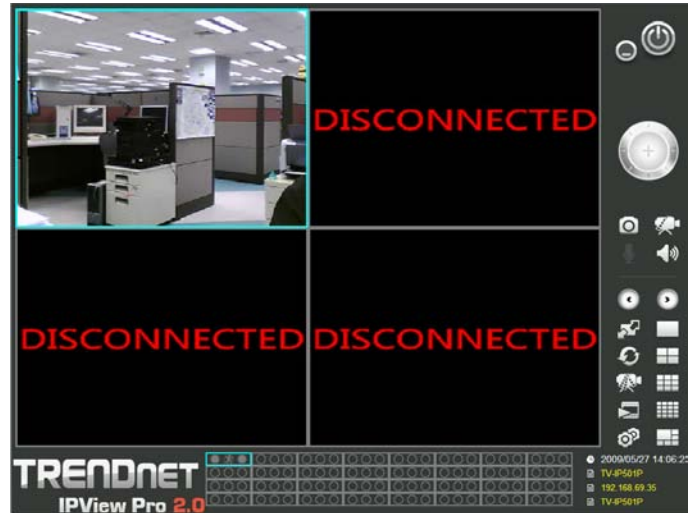 DISCONNECTED
DISCONNECTED DISCONNECTED
TRENDNET
IPView Pro 2.0
2009/05/27 14:06:23
TV-IP501P
192.168.69.35
TV-IP501P